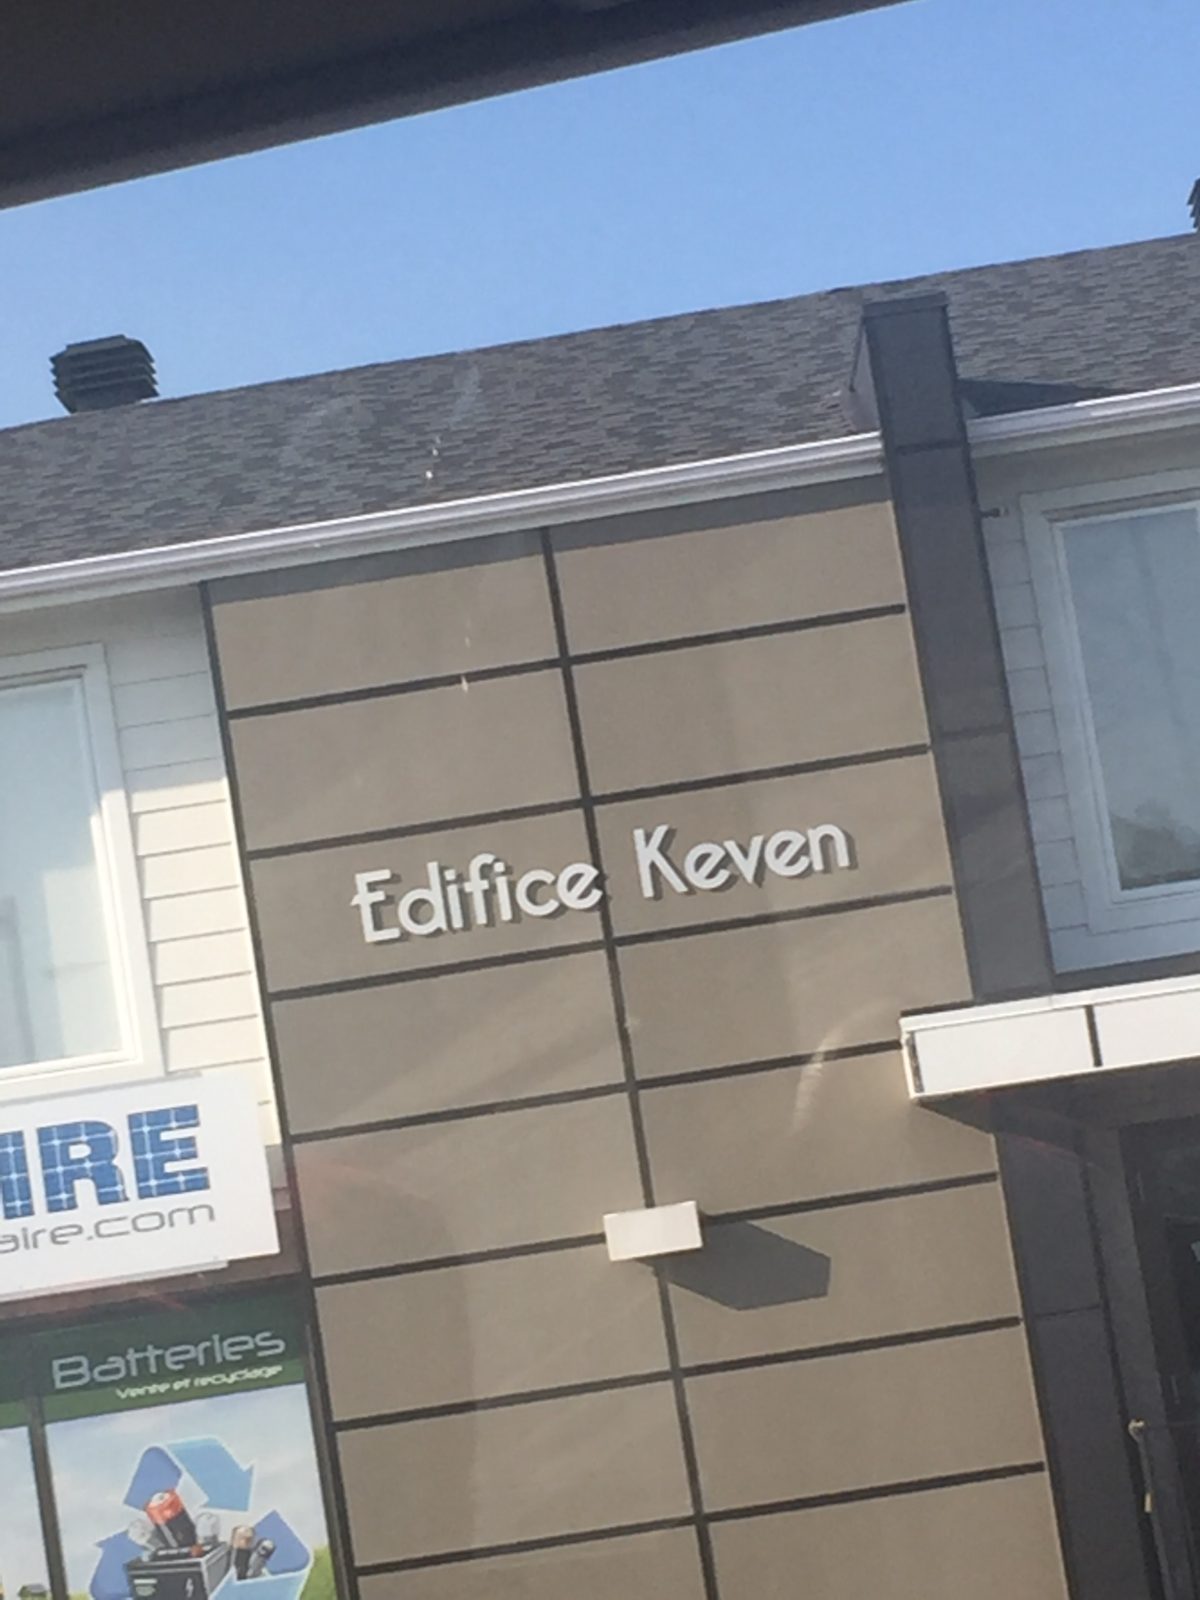 Edifice Keven
IRE
aire.com
Batteries
Vente et recyclage